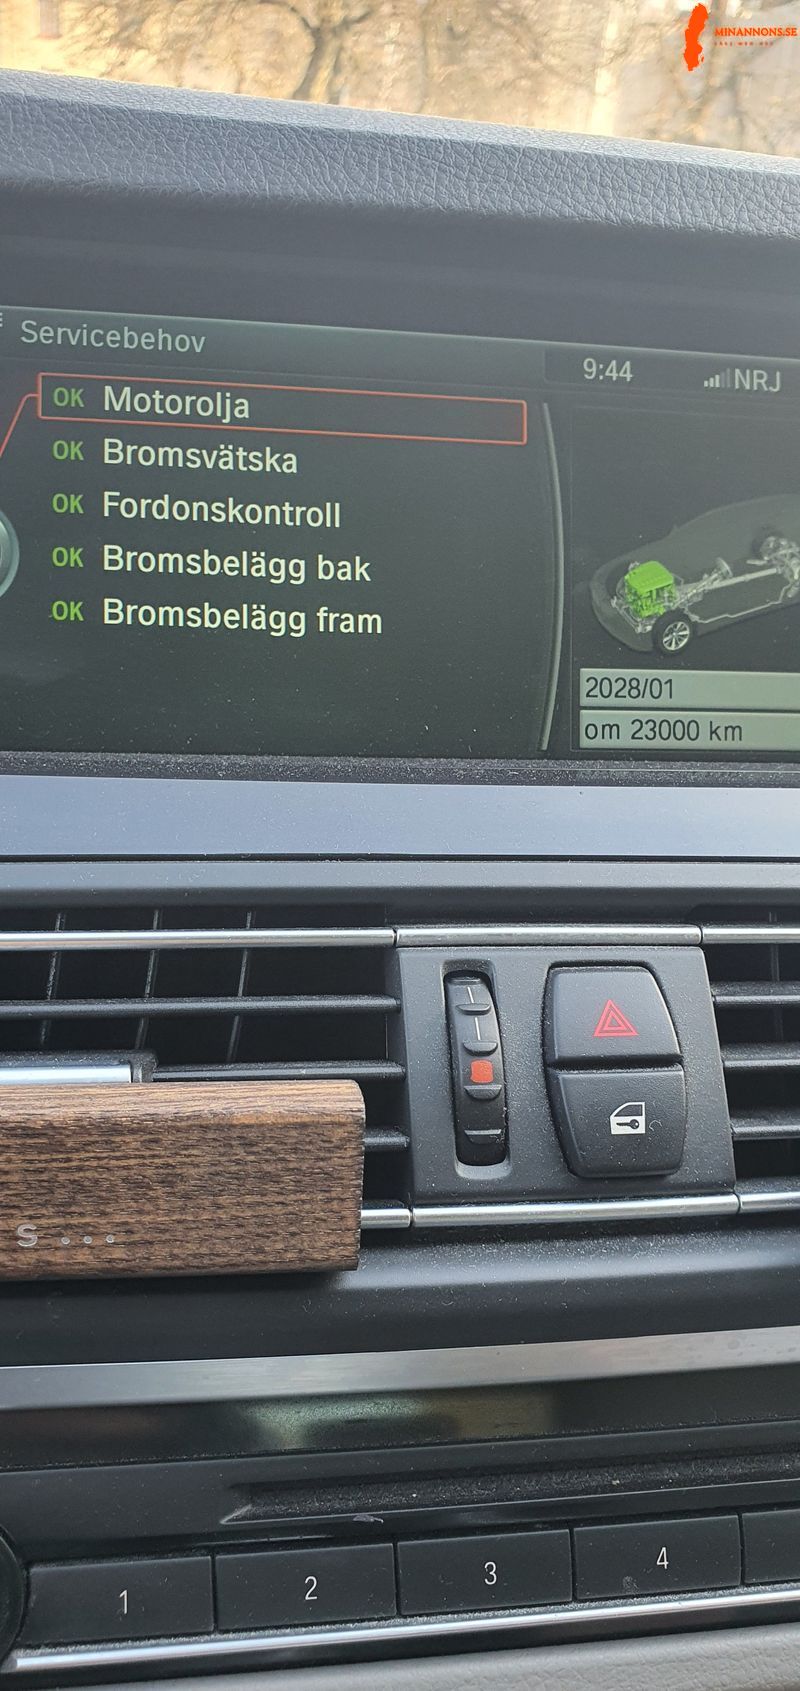 MINANNONS.SE
Servicebehov
9:44
NRJ
OK Motorolja
OK Bromsvätska
OK Fordonskontroll
OK Bromsbelägg bak
OK Bromsbelägg fram
2028/01
om 23000 km
s ...
1 2 3 4